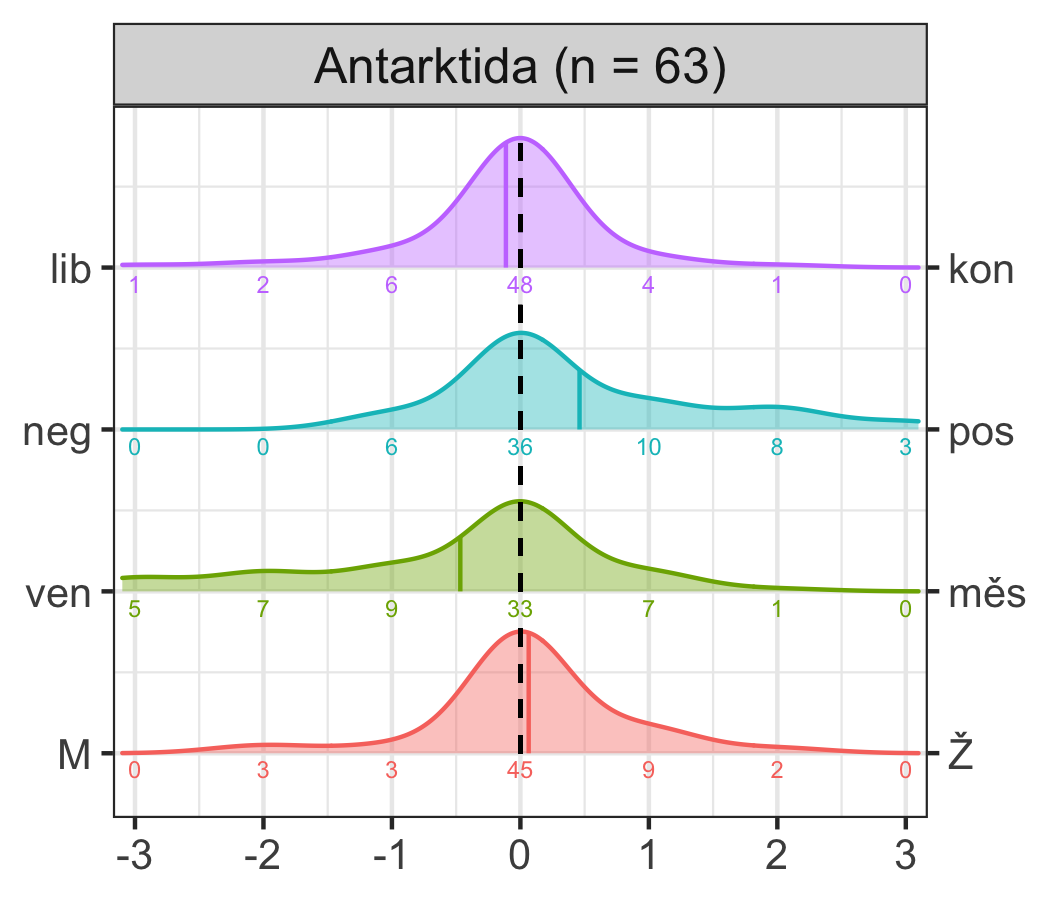 Antarktida (n = 63)
lib kon
1 2 6 48 4 1 0
neg pos
0 0 6 36 10 8 3
ven měs
5 7 9 33 7 1 0
M Ž
0 3 3 45 9 2 0
-3 -2 -1 0 1 2 3